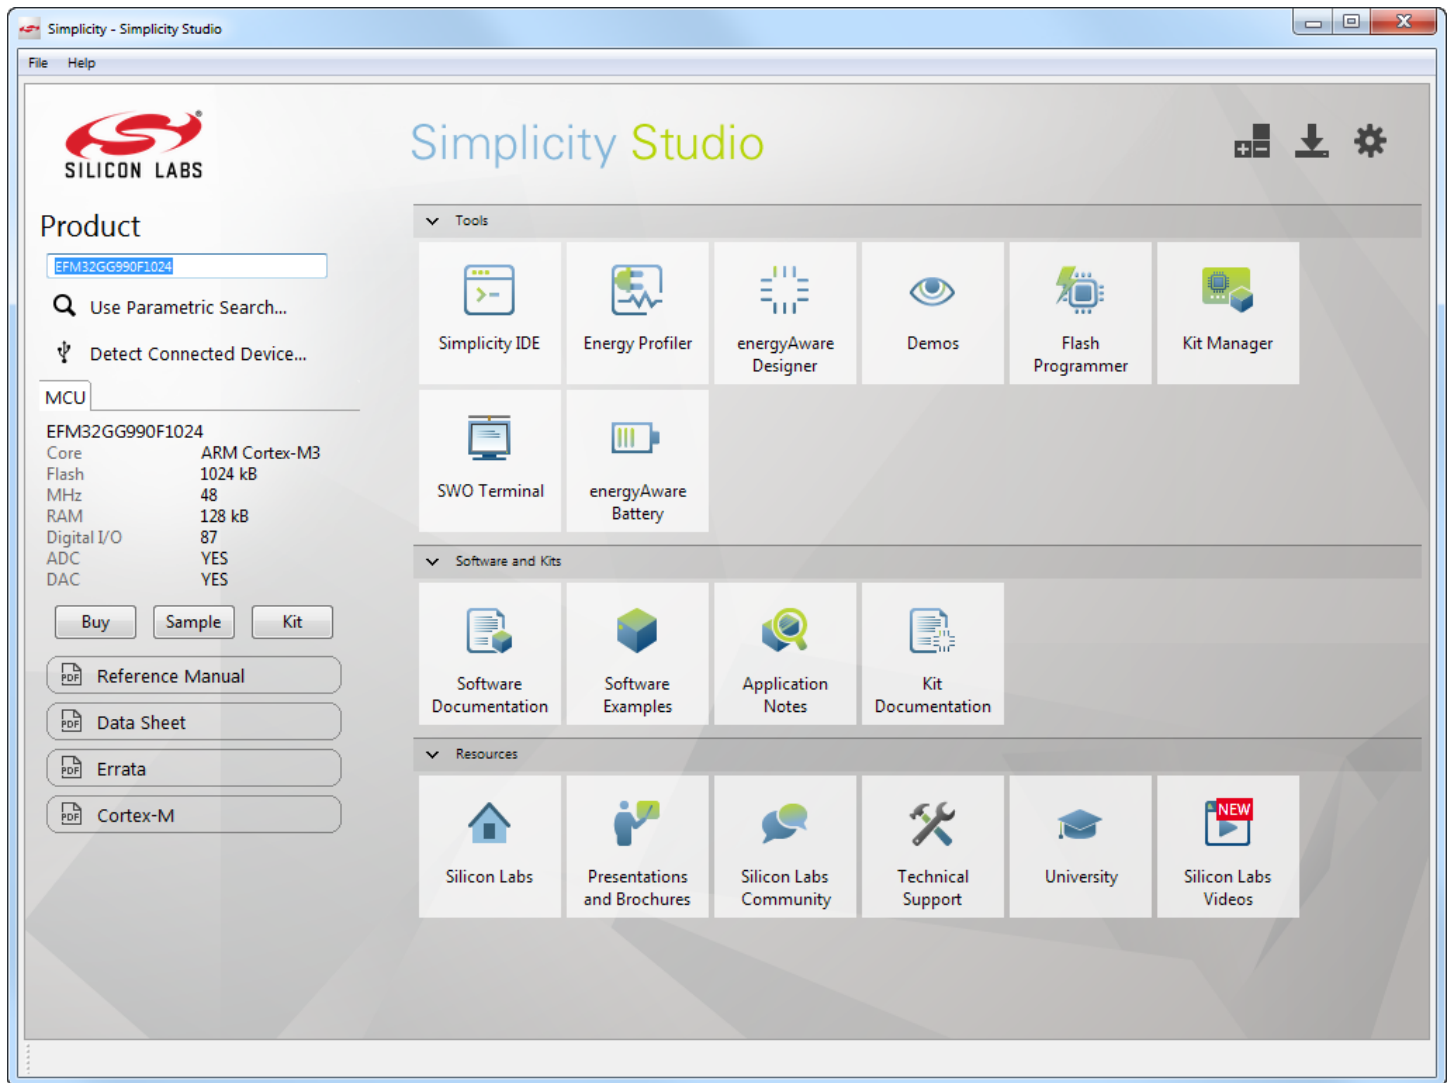 Simplicity - Simplicity Studio
File Help
SILICON LABS
®
Simplicity Studio
Product
EFM32GG990F1024
Use Parametric Search...
Detect Connected Device...
MCU
EFM32GG990F1024
Core ARM Cortex-M3
Flash 1024 kB
MHz 48
RAM 128 kB
Digital I/O 87
ADC YES
DAC YES
Buy Sample Kit
PDF Reference Manual
PDF Data Sheet
PDF Errata
PDF Cortex-M
Tools
Simplicity IDE
Energy Profiler
energyAware
Designer
Demos
Flash
Programmer
Kit Manager
SWO Terminal
energyAware
Battery
Software and Kits
Software
Documentation
Software
Examples
Application
Notes
Kit
Documentation
Resources
Silicon Labs
Presentations
and Brochures
Silicon Labs
Community
Technical
Support
University
NEW
Silicon Labs
Videos